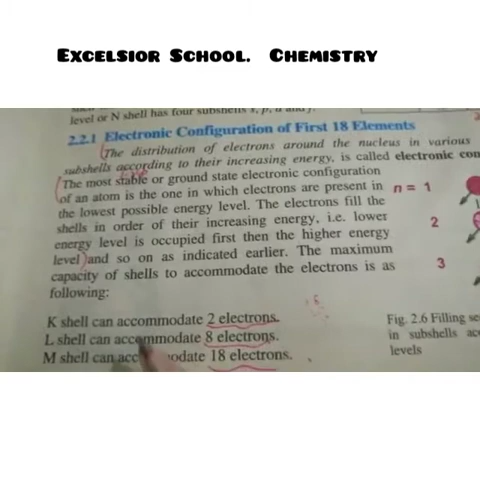 Excelsior School. Chemistry
level or N shell has four subshells s, p, d and f.
2.2.1 Electronic Configuration of First 18 Elements
The distribution of electrons around the nucleus in various
subshells according to their increasing energy, is called electronic con
The most stable or ground state electronic configuration
of an atom is the one in which electrons are present in
the lowest possible energy level. The electrons fill the
shells in order of their increasing energy, i.e. lower
energy level is occupied first then the higher energy
level and so on as indicated earlier. The maximum
capacity of shells to accommodate the electrons is as
following:
K shell can accommodate 2 electrons.
L shell can accommodate 8 electrons.
M shell can acc modate 18 electrons.
n = 1
2
3
Fig. 2.6 Filling se
in subshells ac
levels